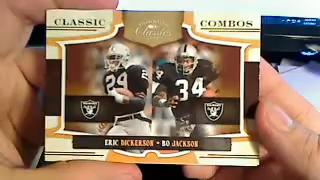 CLASSIC COMBOS
Classics
29
34
ERIC DICKERSON • BO JACKSON